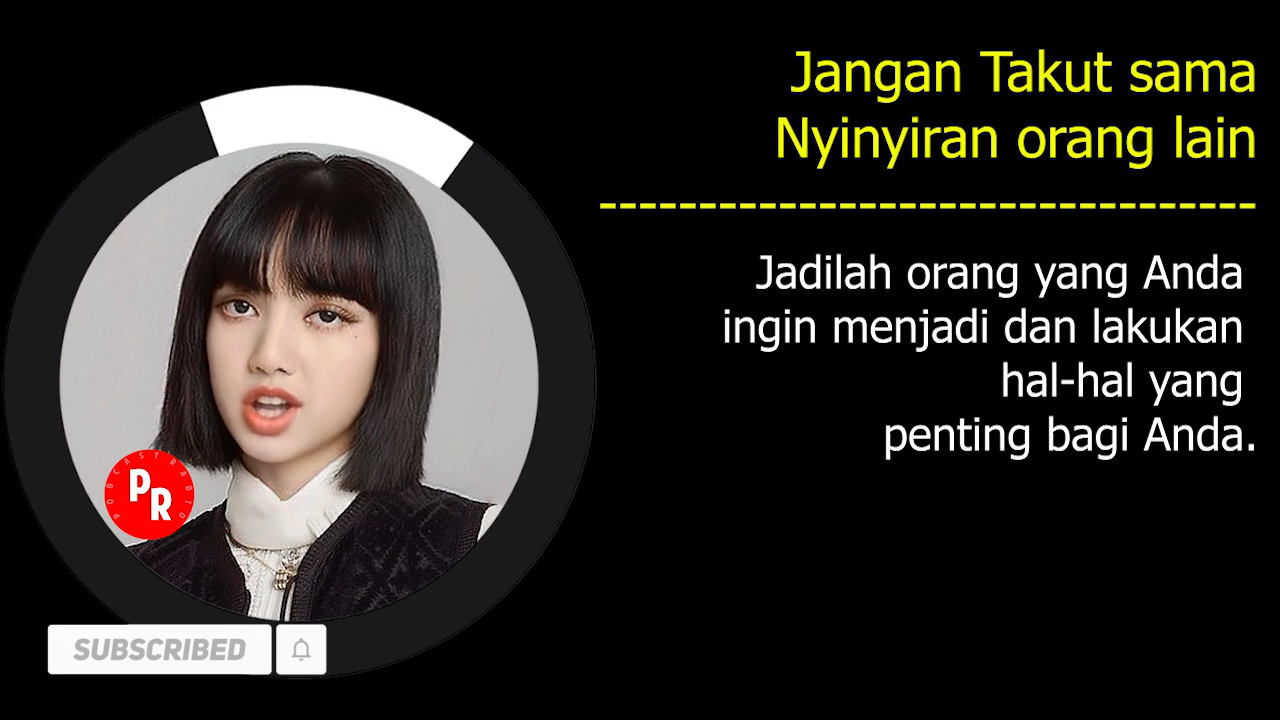 Jangan Takut sama
Nyinyiran orang lain
---------------------------------
Jadilah orang yang Anda
ingin menjadi dan lakukan
hal-hal yang
penting bagi Anda.
PODCASTRADIO
PR
SUBSCRIBED